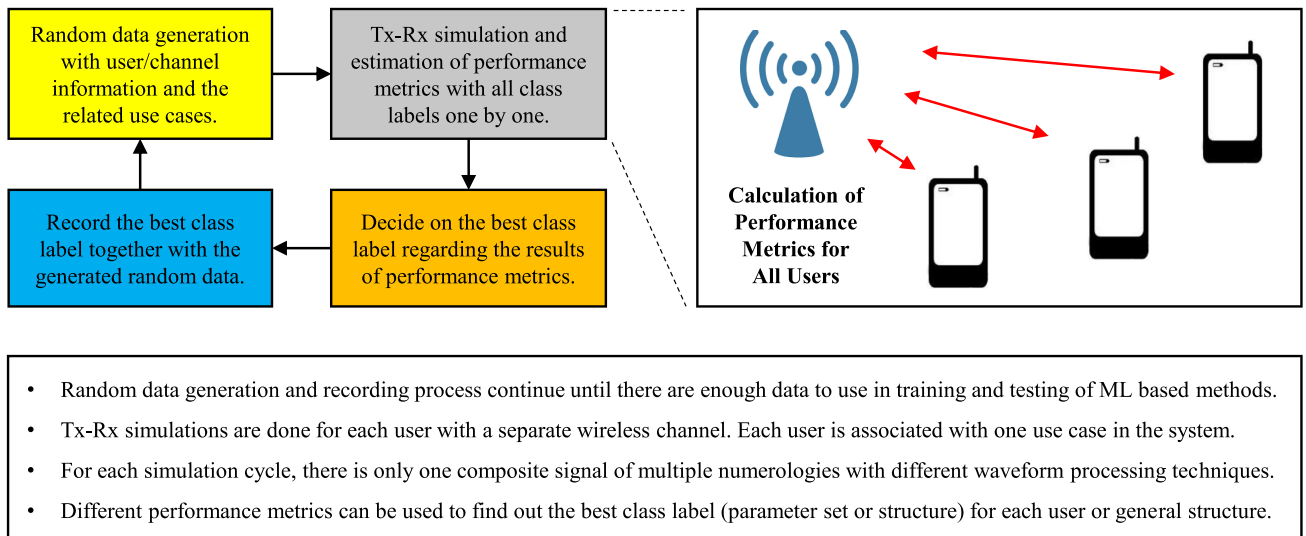 Random data generation
with user/channel
information and the
related use cases.
Tx-Rx simulation and
estimation of performance
metrics with all class
labels one by one.
Record the best class
label together with the
generated random data.
Decide on the best class
label regarding the results
of performance metrics.
Calculation of
Performance
Metrics for
All Users
• Random data generation and recording process continue until there are enough data to use in training and testing of ML based methods.
• Tx-Rx simulations are done for each user with a separate wireless channel. Each user is associated with one use case in the system.
• For each simulation cycle, there is only one composite signal of multiple numerologies with different waveform processing techniques.
• Different performance metrics can be used to find out the best class label (parameter set or structure) for each user or general structure.